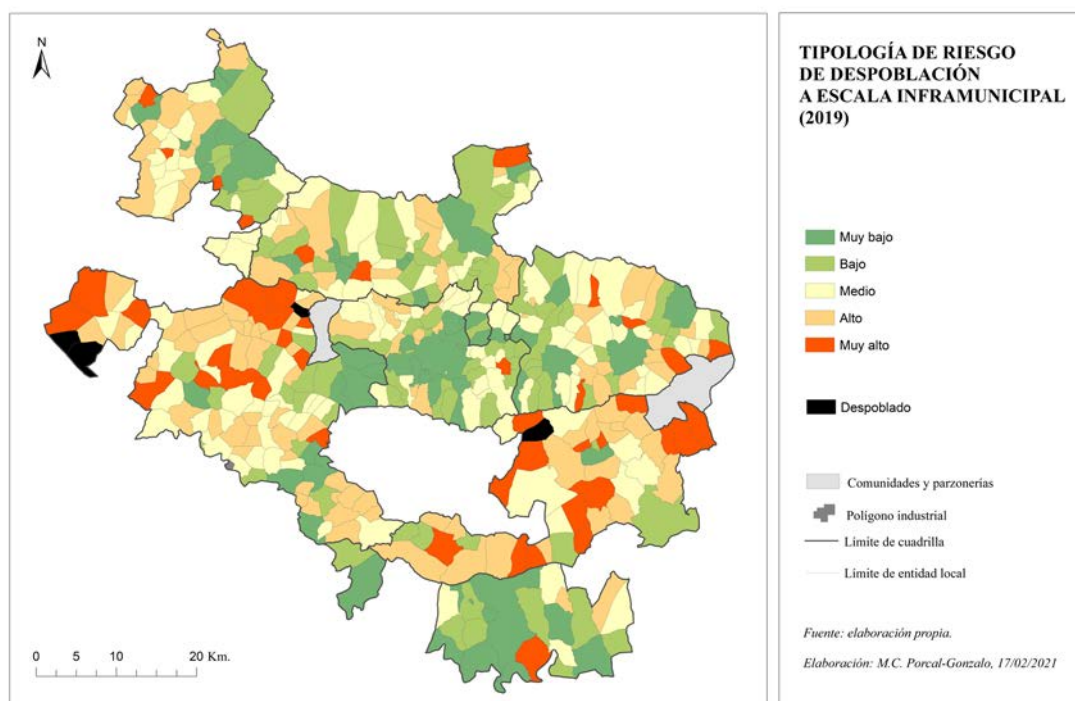 N
0 5 10 20 Km.
TIPOLOGÍA DE RIESGO
DE DESPOBLACIÓN
A ESCALA INFRAMUNICIPAL
(2019)
Muy bajo
Bajo
Medio
Alto
Muy alto
Despoblado
Comunidades y parzonerías
Polígono industrial
Límite de cuadrilla
Límite de entidad local
Fuente: elaboración propia.
Elaboración: M.C. Porcal-Gonzalo, 17/02/2021